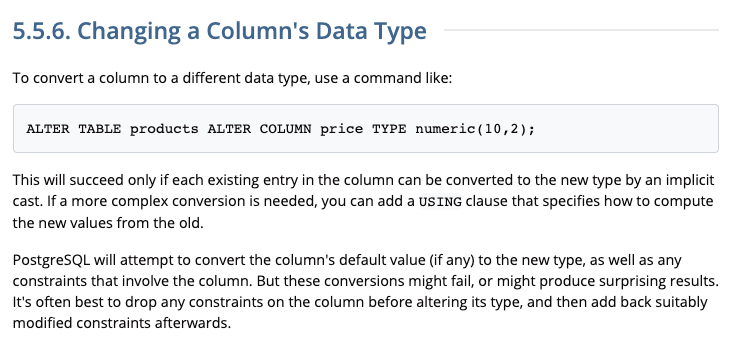 5.5.6. Changing a Column's Data Type
To convert a column to a different data type, use a command like:
ALTER TABLE products ALTER COLUMN price TYPE numeric(10,2);
This will succeed only if each existing entry in the column can be converted to the new type by an implicit
cast. If a more complex conversion is needed, you can add a USING clause that specifies how to compute
the new values from the old.
PostgreSQL will attempt to convert the column's default value (if any) to the new type, as well as any
constraints that involve the column. But these conversions might fail, or might produce surprising results.
It's often best to drop any constraints on the column before altering its type, and then add back suitably
modified constraints afterwards.